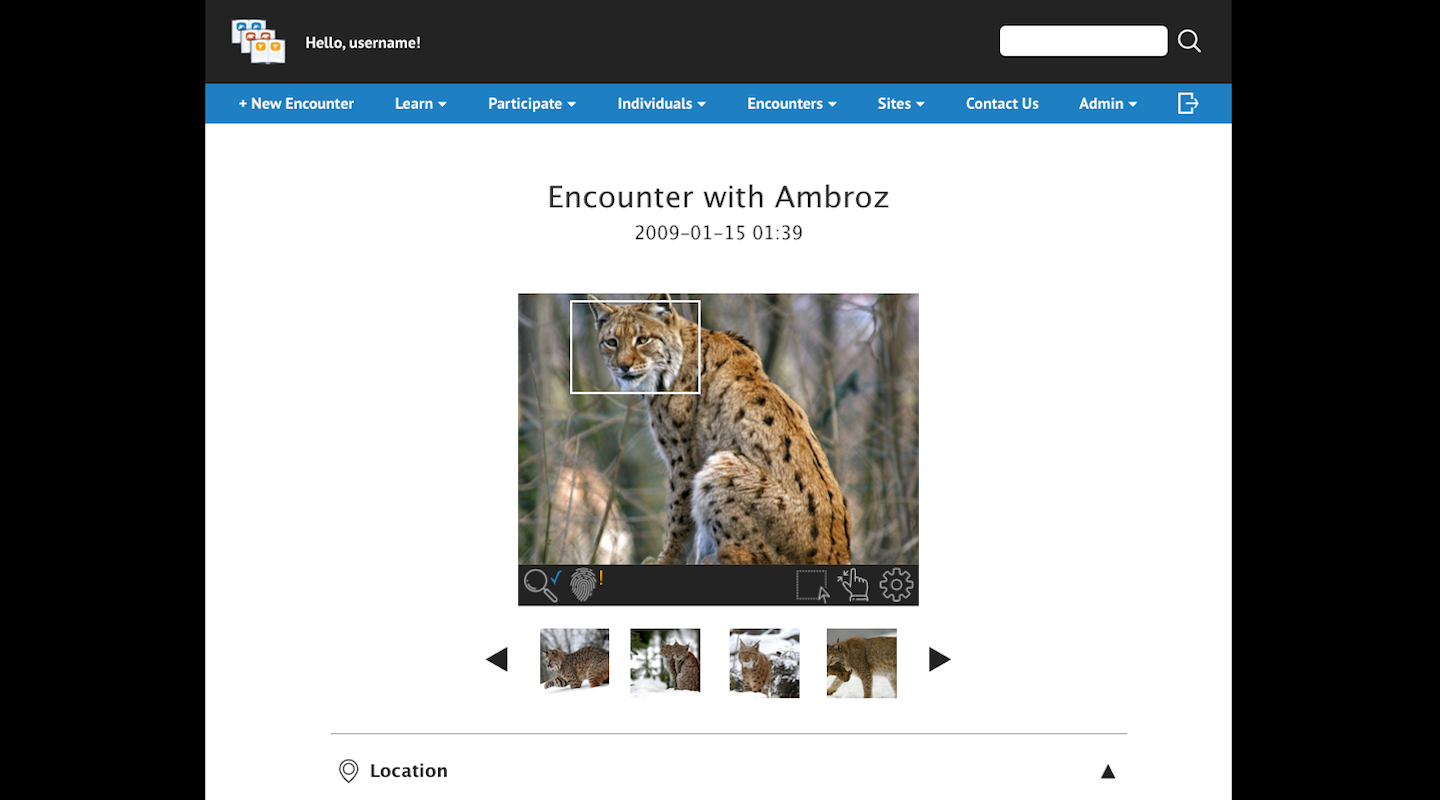 Hello, username!
+ New Encounter Learn Participate Individuals Encounters Sites Contact Us Admin
Encounter with Ambroz
2009-01-15 01:39
!
Location